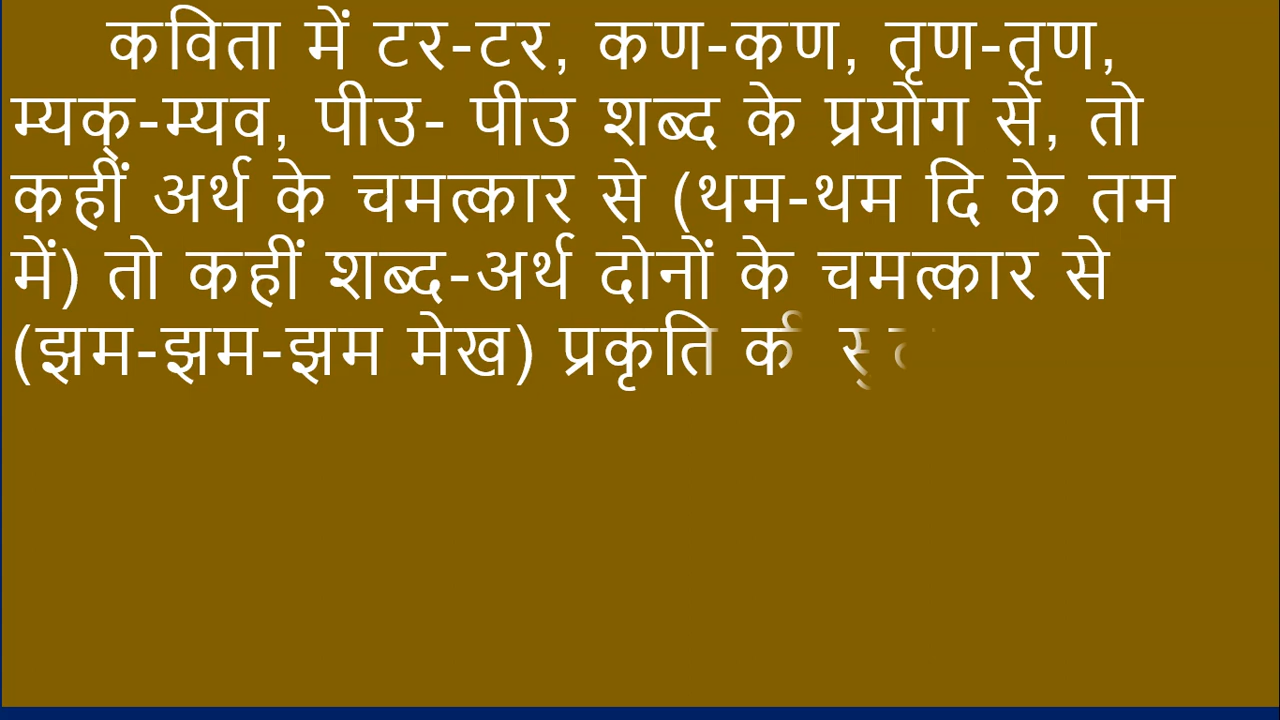 कविता में टर-टर, कण-कण, तृण-तृण,
म्यक्-म्यव, पीउ- पीउ शब्द के प्रयोग से, तो
कहीं अर्थ के चमत्कार से (थम-थम दि के तम
में) तो कहीं शब्द-अर्थ दोनों के चमत्कार से
(झम-झम-झम मेख) प्रकृति